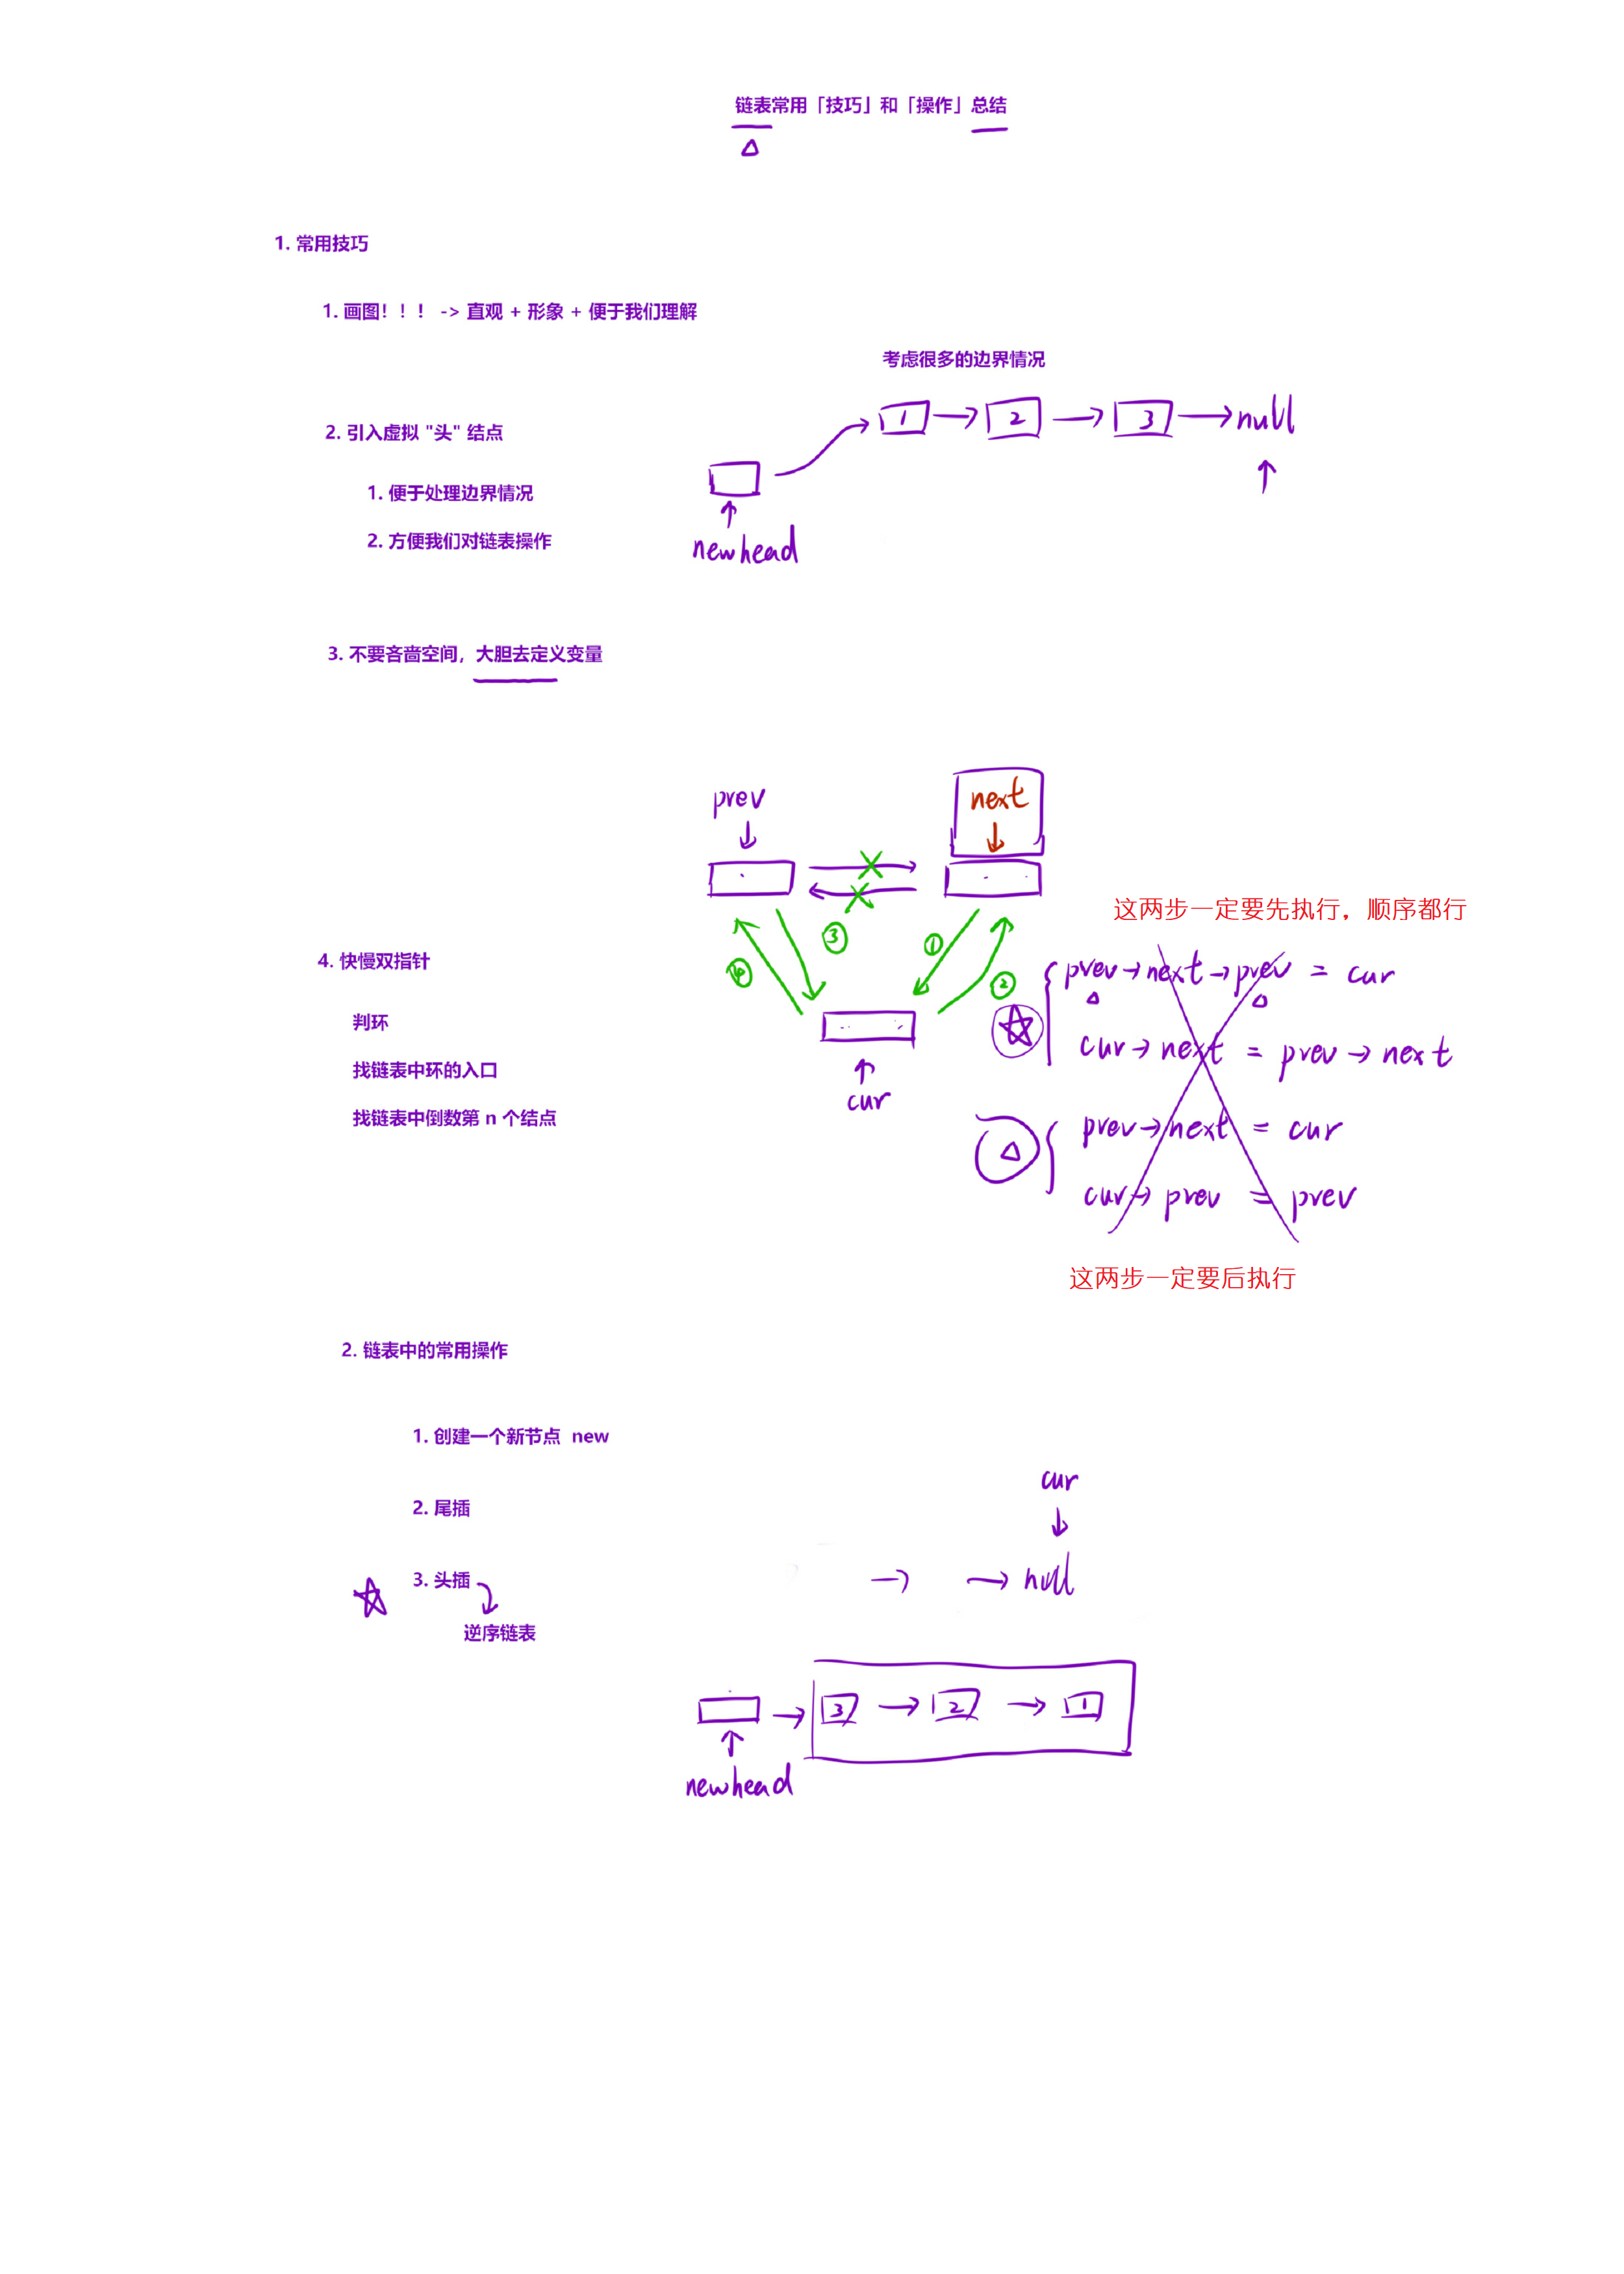 链表常用「技巧」和「操作」总结
1. 常用技巧
1. 画图！！！ -> 直观 + 形象 + 便于我们理解
考虑很多的边界情况
1 → 2 → 3 → null
2. 引入虚拟 "头" 结点
1. 便于处理边界情况
2. 方便我们对链表操作
newhead
3. 不要吝啬空间，大胆去定义变量
prev
next
这两步一定要先执行，顺序都行
③
①
④
②
4. 快慢双指针
判环
找链表中环的入口
找链表中倒数第 n 个结点
cur
prev→next→prev = cur
cur→next = prev→next
prev→next = cur
cur→prev = prev
这两步一定要后执行
2. 链表中的常用操作
1. 创建一个新节点 new
2. 尾插
3. 头插
逆序链表
cur
→ → null
→ 3 → 2 → 1
newhead